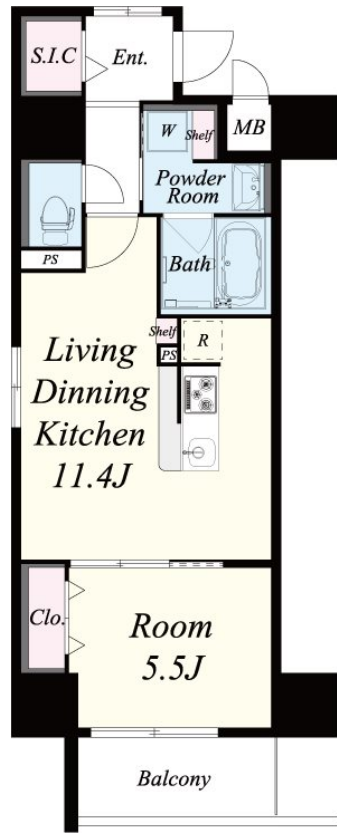 S.I.C
Ent.
W
Shelf
MB
Powder
Room
PS
Bath
Shelf
PS
R
Living
Dinning
Kitchen
11.4J
Clo.
Room
5.5J
Balcony